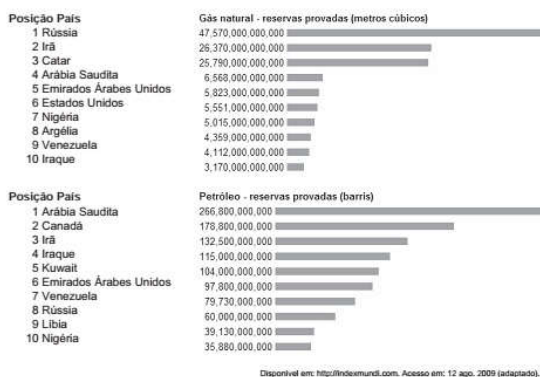 Posição País Gás natural - reservas provadas (metros cúbicos)
1 Rússia 47,570,000,000,000
2 Irã 26,370,000,000,000
3 Catar 25,790,000,000,000
4 Arábia Saudita 6,568,000,000,000
5 Emirados Árabes Unidos 5,823,000,000,000
6 Estados Unidos 5,551,000,000,000
7 Nigéria 5,015,000,000,000
8 Argélia 4,359,000,000,000
9 Venezuela 4,112,000,000,000
10 Iraque 3,170,000,000,000
Posição País Petróleo - reservas provadas (barris)
1 Arábia Saudita 266,800,000,000
2 Canadá 178,800,000,000
3 Irã 132,500,000,000
4 Iraque 115,000,000,000
5 Kuwait 104,000,000,000
6 Emirados Árabes Unidos 97,800,000,000
7 Venezuela 79,730,000,000
8 Rússia 60,000,000,000
9 Líbia 39,130,000,000
10 Nigéria 35,880,000,000
Disponível em: http://indexmundi.com. Acesso em: 12 ago. 2009 (adaptado).